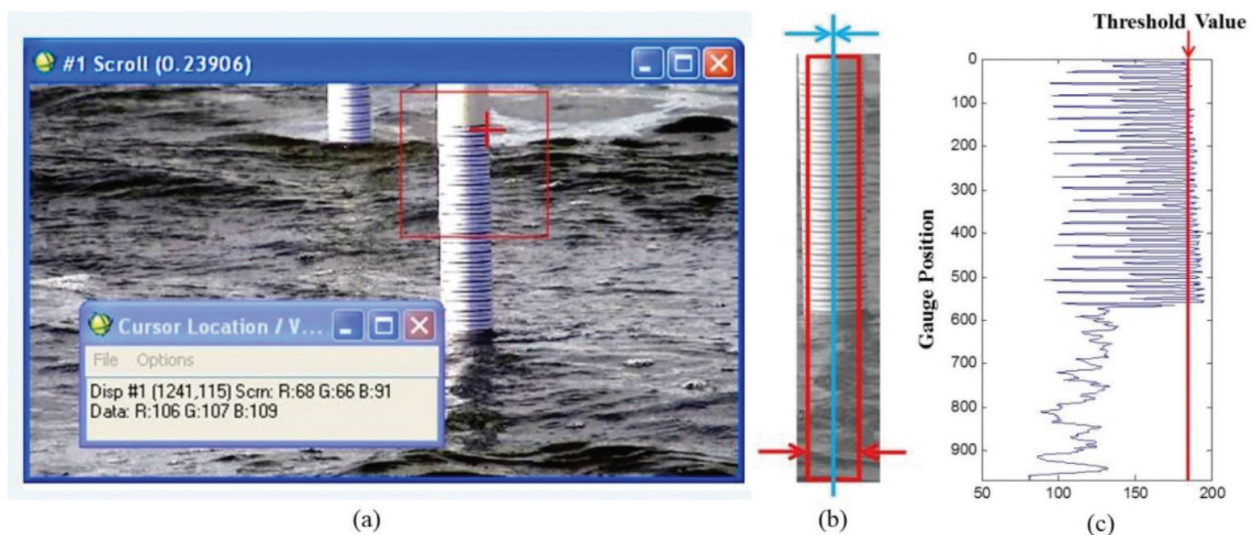 #1 Scroll (0.23906)
Cursor Location / V...
File Options
Disp #1 (1241,115) Scrn: R:68 G:66 B:91
Data: R:106 G:107 B:109
(a)
(b)
Threshold Value
Gauge Position
0
100
200
300
400
500
600
700
800
900
50 100 150 200
(c)